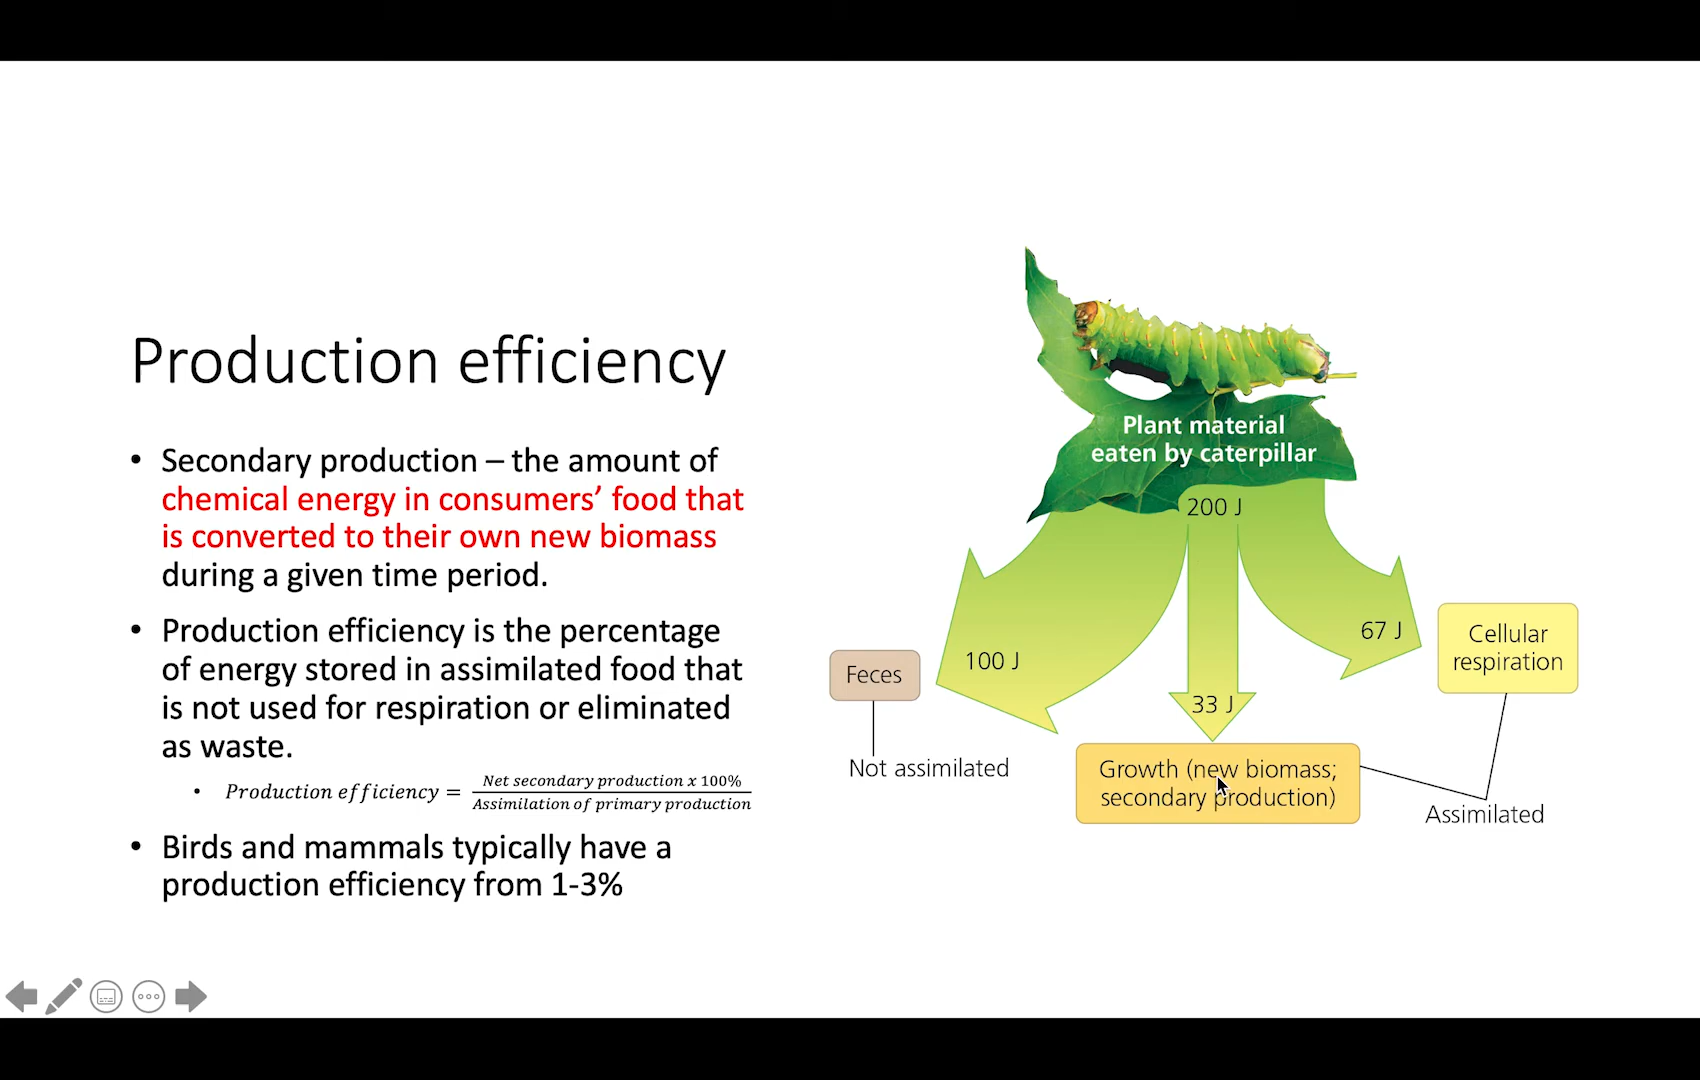 Production efficiency
• Secondary production – the amount of
chemical energy in consumers’ food that
is converted to their own new biomass
during a given time period.
• Production efficiency is the percentage
of energy stored in assimilated food that
is not used for respiration or eliminated
as waste.
• Production efficiency = Net secondary production x 100%
Assimilation of primary production
• Birds and mammals typically have a
production efficiency from 1-3%
Plant material
eaten by caterpillar
200 J
100 J
33 J
67 J
Feces
Not assimilated
Growth (new biomass;
secondary production)
Cellular
respiration
Assimilated